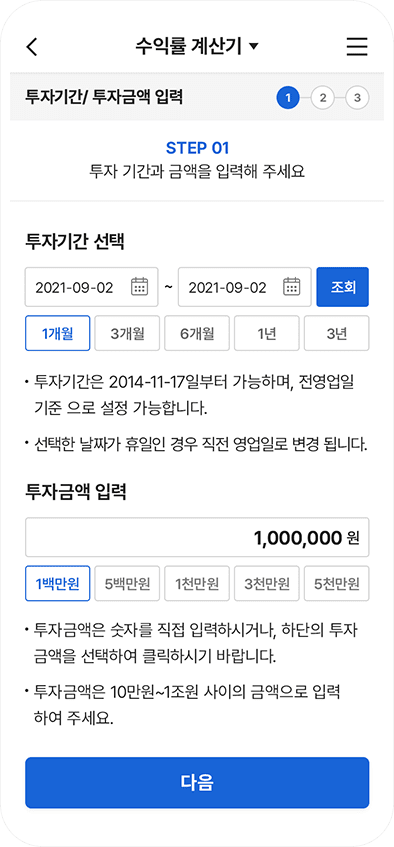 수익률 계산기
투자기간/ 투자금액 입력
1 2 3
STEP 01
투자 기간과 금액을 입력해 주세요
투자기간 선택
2021-09-02 ~ 2021-09-02 조회
1개월 3개월 6개월 1년 3년
• 투자기간은 2014-11-17일부터 가능하며, 전영업일
기준 으로 설정 가능합니다.
• 선택한 날짜가 휴일인 경우 직전 영업일로 변경 됩니다.
투자금액 입력
1,000,000 원
1백만원 5백만원 1천만원 3천만원 5천만원
• 투자금액은 숫자를 직접 입력하시거나, 하단의 투자
금액을 선택하여 클릭하시기 바랍니다.
• 투자금액은 10만원~1조원 사이의 금액으로 입력
하여 주세요.
다음